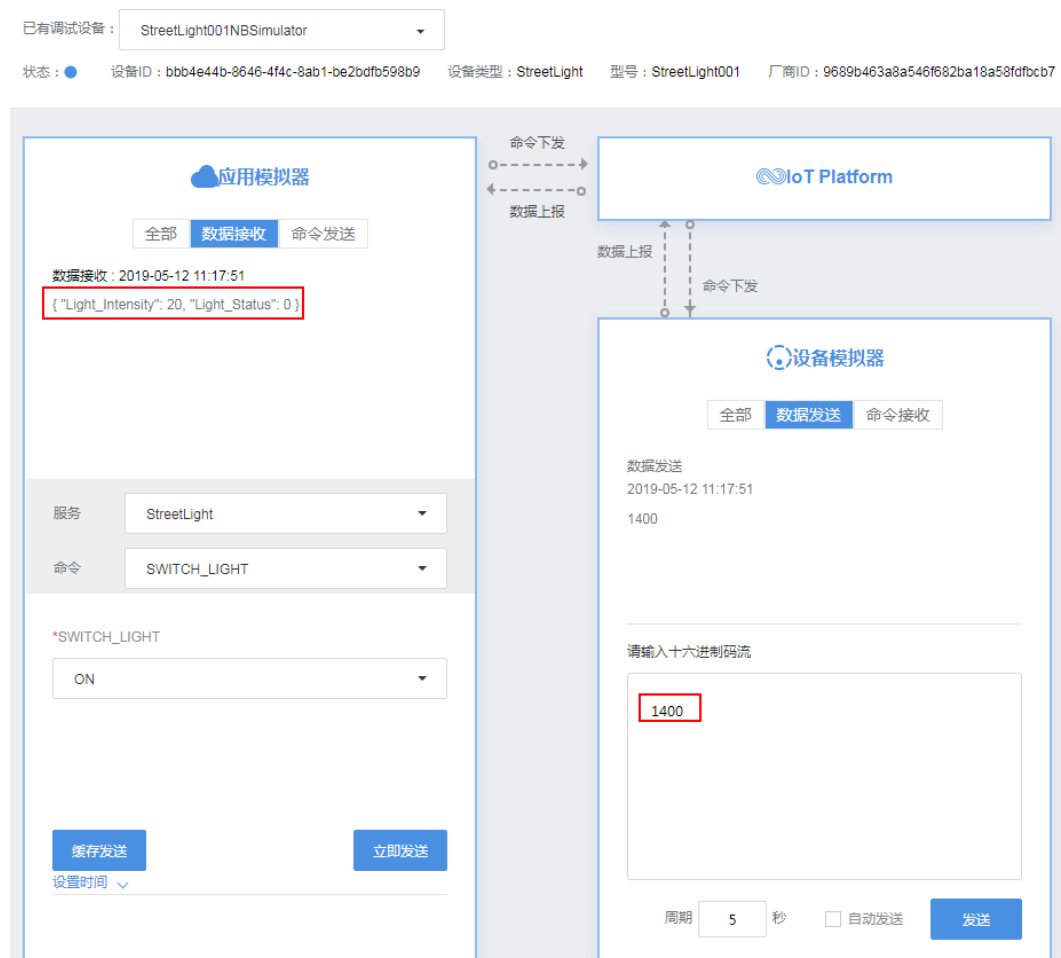 已有调试设备： StreetLight001NBSimulator
状态： 设备ID：bbb4e44b-8646-4f4c-8ab1-be2bdfb598b9 设备类型：StreetLight 型号：StreetLight001 厂商ID：9689b463a8a546f682ba18a58fdfbcb7
应用模拟器
全部 数据接收 命令发送
数据接收 : 2019-05-12 11:17:51
{ "Light_Intensity": 20, "Light_Status": 0 }
服务 StreetLight
命令 SWITCH_LIGHT
*SWITCH_LIGHT
ON
缓存发送 立即发送
设置时间
命令下发
数据上报
IoT Platform
数据上报
命令下发
设备模拟器
全部 数据发送 命令接收
数据发送
2019-05-12 11:17:51
1400
请输入十六进制码流
1400
周期 5 秒 自动发送 发送